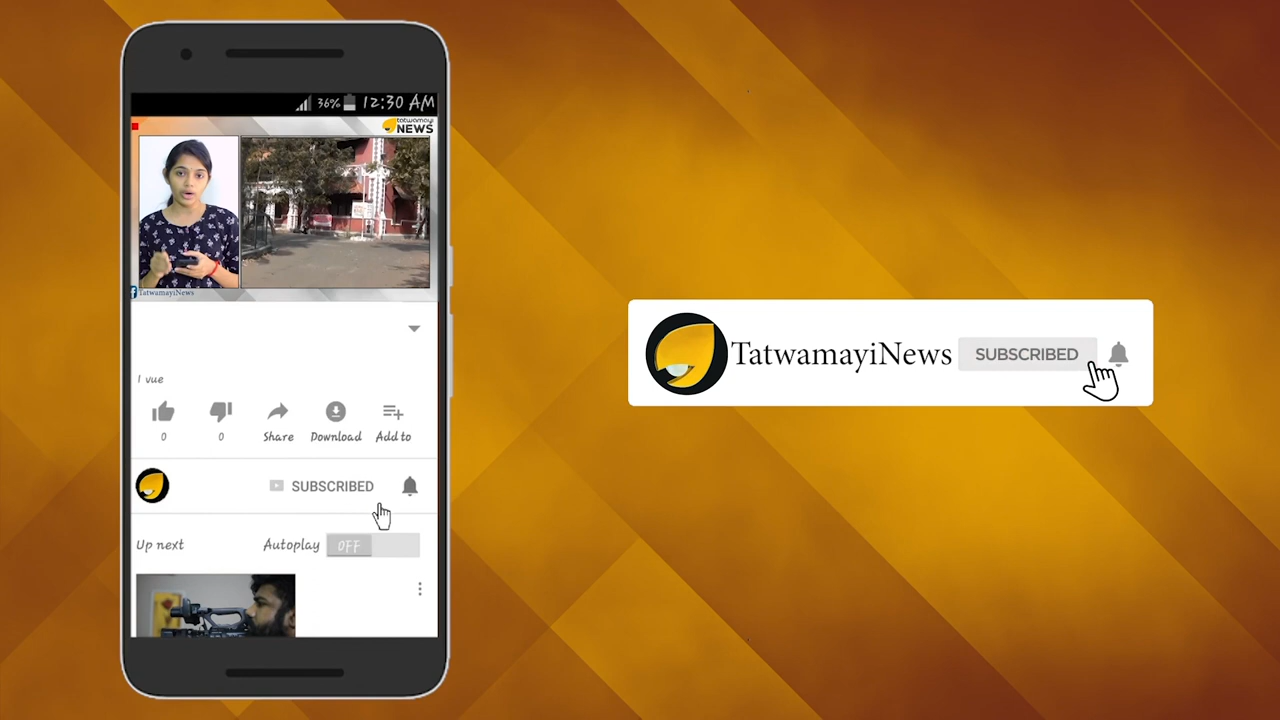 36% 12:30 AM
tatwamayi
NEWS
TatwamayiNews
1 vue
0 0 Share Download Add to
SUBSCRIBED
Up next Autoplay OFF
TatwamayiNews SUBSCRIBED